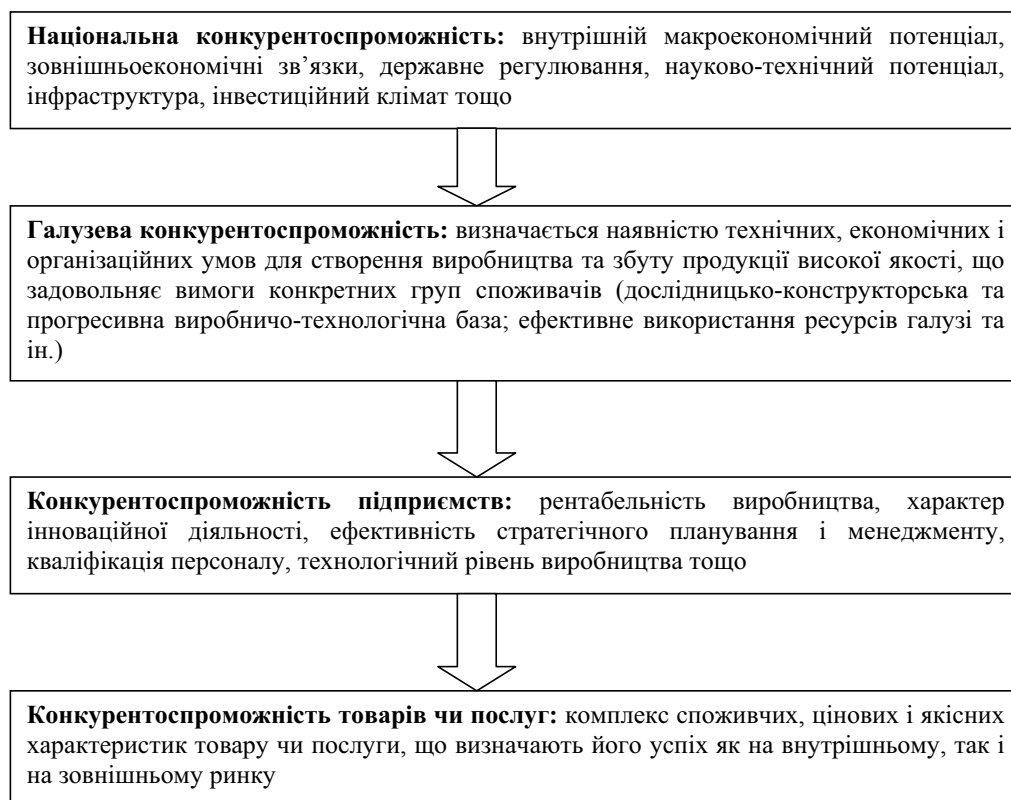 Національна конкурентоспроможність: внутрішній макроекономічний потенціал,
зовнішньоекономічні зв’язки, державне регулювання, науково-технічний потенціал,
інфраструктура, інвестиційний клімат тощо
Галузева конкурентоспроможність: визначається наявністю технічних, економічних і
організаційних умов для створення виробництва та збуту продукції високої якості, що
задовольняє вимоги конкретних груп споживачів (дослідницько-конструкторська та
прогресивна виробничо-технологічна база; ефективне використання ресурсів галузі та
ін.)
Конкурентоспроможність підприємств: рентабельність виробництва, характер
інноваційної діяльності, ефективність стратегічного планування і менеджменту,
кваліфікація персоналу, технологічний рівень виробництва тощо
Конкурентоспроможність товарів чи послуг: комплекс споживчих, цінових і якісних
характеристик товару чи послуги, що визначають його успіх як на внутрішньому, так і
на зовнішньому ринку